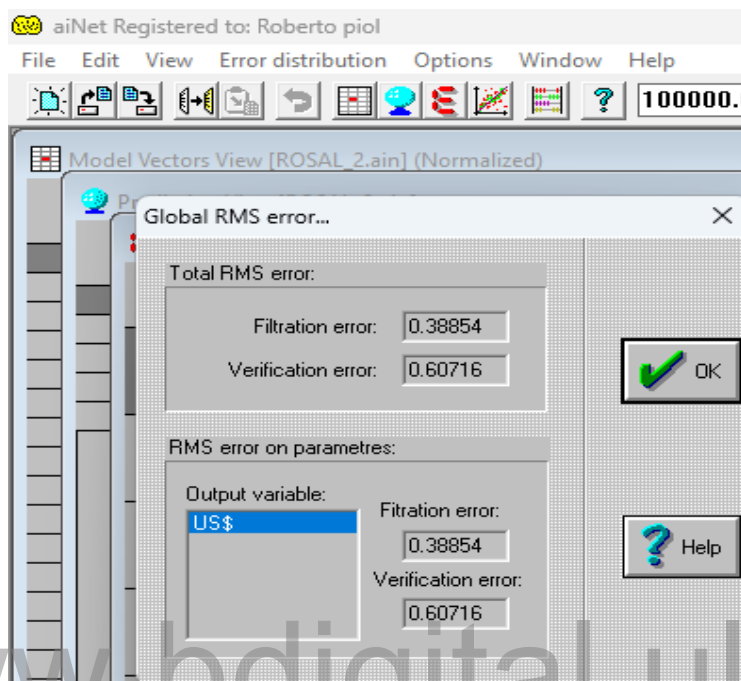 aiNet Registered to: Roberto piol
File Edit View Error distribution Options Window Help
100000.
Model Vectors View [ROSAL_2.ain] (Normalized)
Global RMS error...
Total RMS error:
Filtration error: 0.38854
Verification error: 0.60716
OK
RMS error on parametres:
Output variable:
US$
Fitration error:
0.38854
Help
Verification error:
0.60716